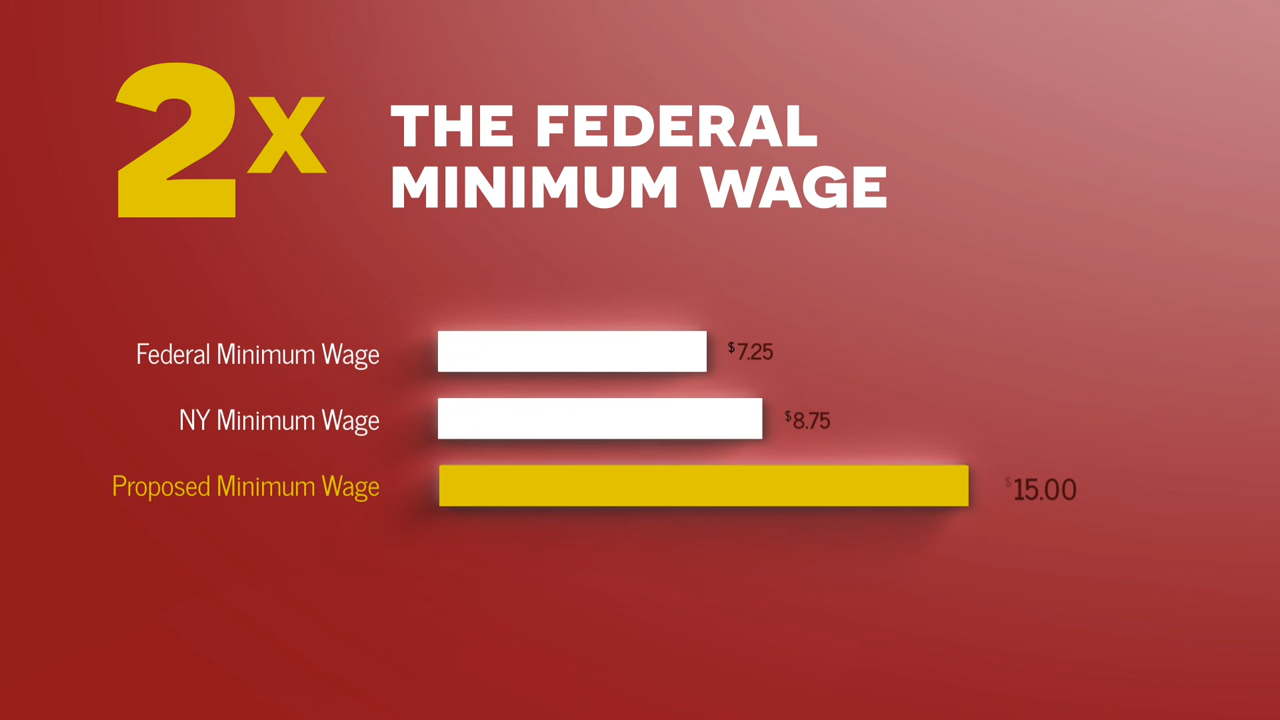 2x
THE FEDERAL
MINIMUM WAGE
Federal Minimum Wage $7.25
NY Minimum Wage $8.75
Proposed Minimum Wage $15.00